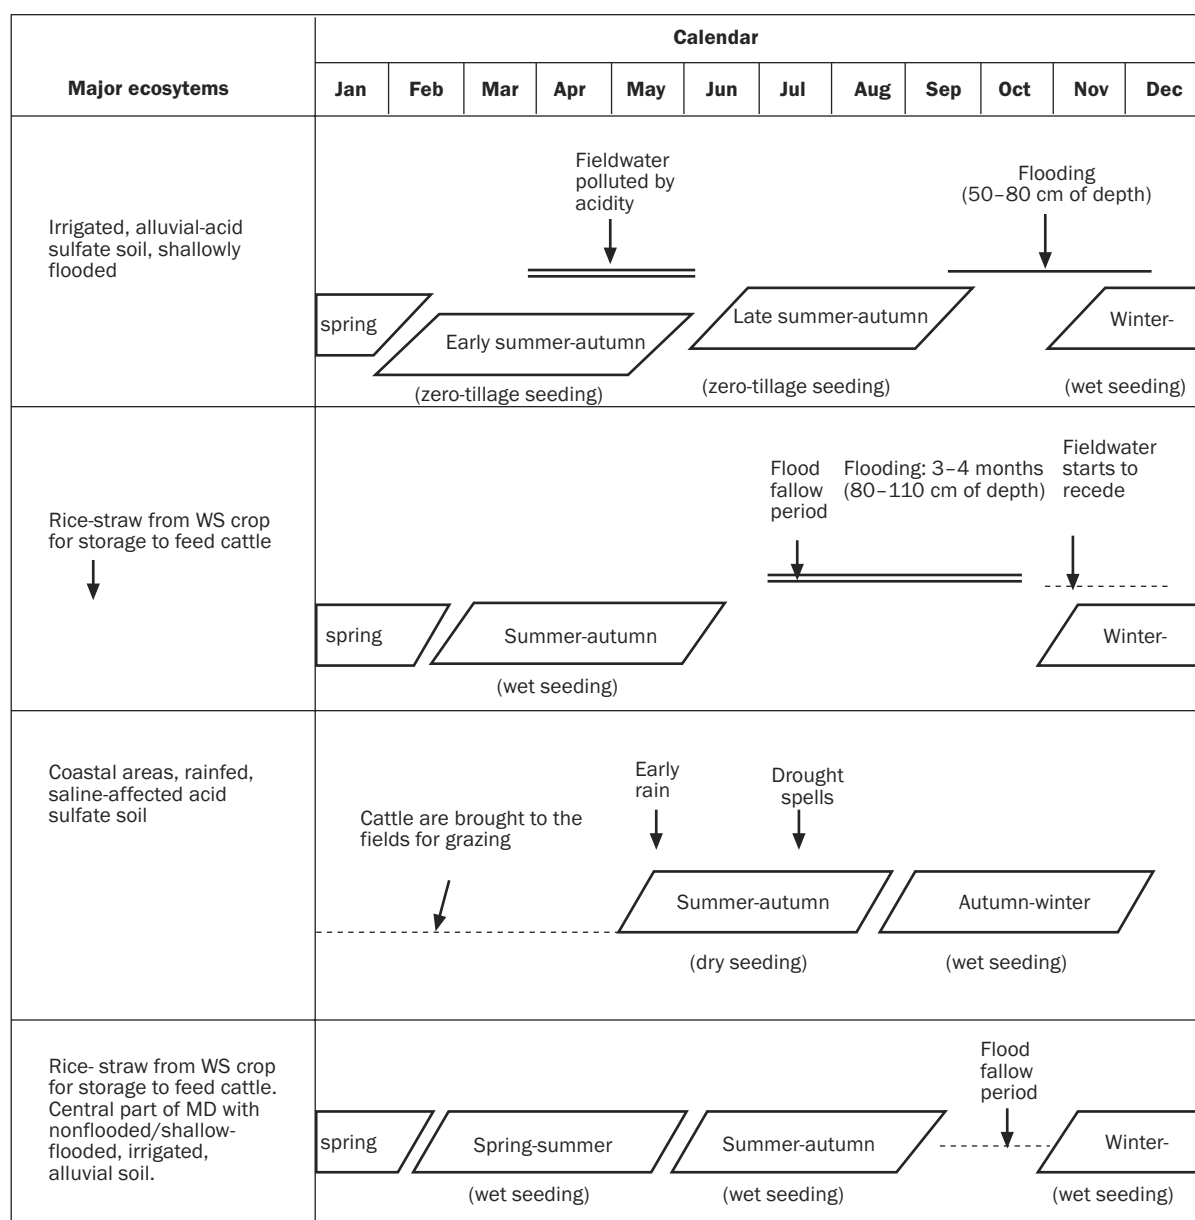 Calendar
Major ecosytems
Jan
Feb
Mar
Apr
May
Jun
Jul
Aug
Sep
Oct
Nov
Dec
Irrigated, alluvial-acid
sulfate soil, shallowly
flooded
Fieldwater
polluted by
acidity
Flooding
(50–80 cm of depth)
spring
Early summer-autumn
Late summer-autumn
Winter-
(zero-tillage seeding)
(zero-tillage seeding)
(wet seeding)
Rice-straw from WS crop
for storage to feed cattle
Flood
fallow
period
Flooding: 3–4 months
(80–110 cm of depth)
Fieldwater
starts to
recede
spring
Summer-autumn
Winter-
(wet seeding)
Coastal areas, rainfed,
saline-affected acid
sulfate soil
Cattle are brought to the
fields for grazing
Early
rain
Drought
spells
Summer-autumn
Autumn-winter
(dry seeding)
(wet seeding)
Rice- straw from WS crop
for storage to feed cattle.
Central part of MD with
nonflooded/shallow-
flooded, irrigated,
alluvial soil.
Flood
fallow
period
spring
Spring-summer
Summer-autumn
Winter-
(wet seeding)
(wet seeding)
(wet seeding)